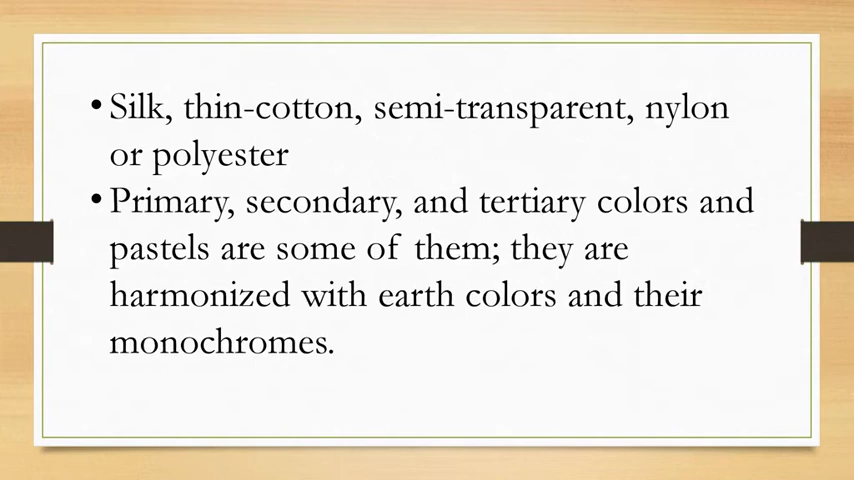 • Silk, thin-cotton, semi-transparent, nylon
or polyester
• Primary, secondary, and tertiary colors and
pastels are some of them; they are
harmonized with earth colors and their
monochromes.